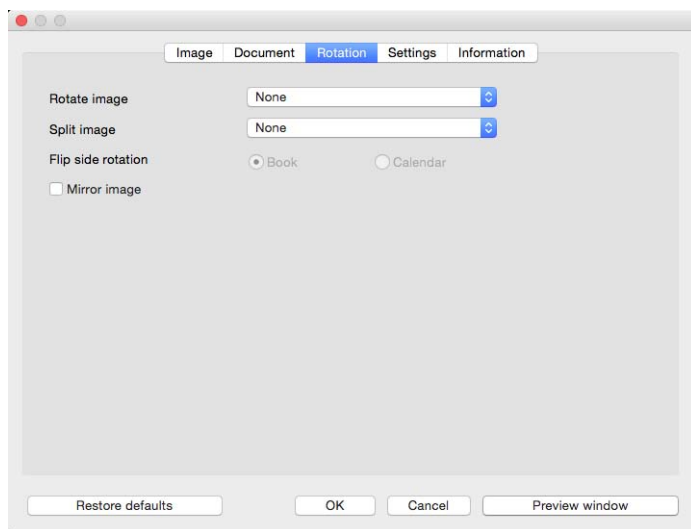 Image Document Rotation Settings Information
Rotate image None
Split image None
Flip side rotation Book Calendar
Mirror image
Restore defaults OK Cancel Preview window